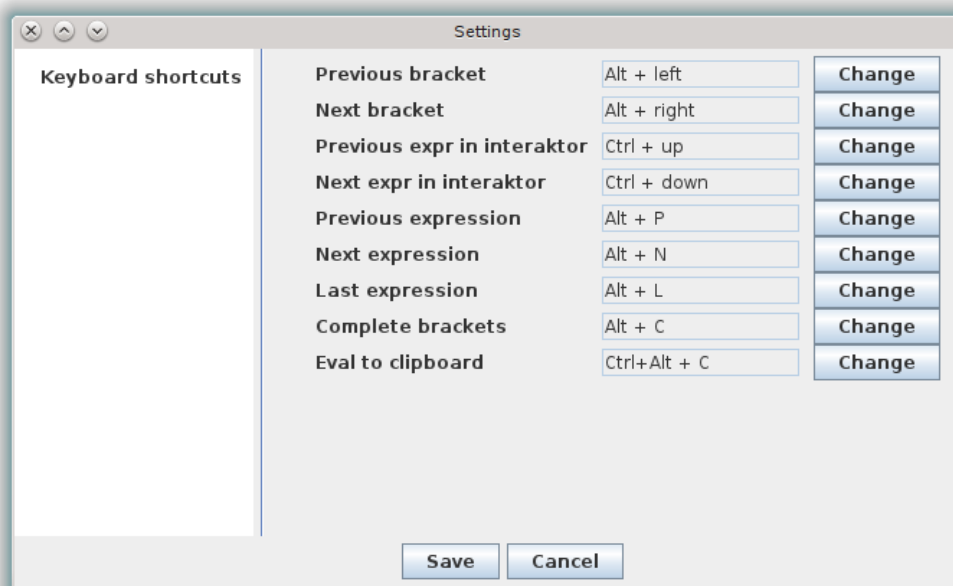 Settings
Keyboard shortcuts
Previous bracket Alt + left Change
Next bracket Alt + right Change
Previous expr in interaktor Ctrl + up Change
Next expr in interaktor Ctrl + down Change
Previous expression Alt + P Change
Next expression Alt + N Change
Last expression Alt + L Change
Complete brackets Alt + C Change
Eval to clipboard Ctrl+Alt + C Change
Save Cancel